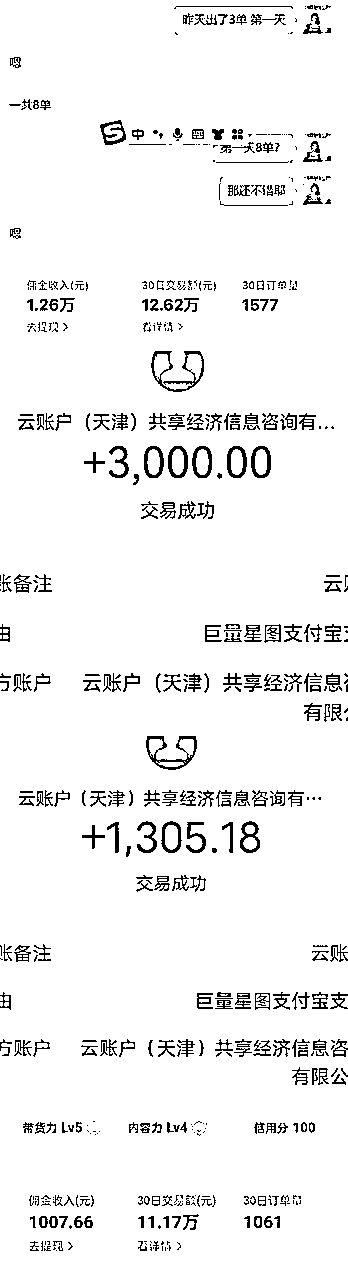 昨天出了3单 第一天
嗯
一共8单
中
第一天8单?
那还不错耶
嗯
佣金收入(元) 30日交易额(元) 30日订单量
1.26万 12.62万 1577
去提现 > 看详情 >
云账户（天津）共享经济信息咨询有...
+3,000.00
交易成功
账备注 云账
由 巨量星图支付宝支
方账户 云账户（天津）共享经济信息咨
有限公
云账户（天津）共享经济信息咨询有...
+1,305.18
交易成功
账备注 云账
由 巨量星图支付宝支
方账户 云账户（天津）共享经济信息咨
有限公
带货力 Lv5 内容力 Lv4 信用分 100
佣金收入(元) 30日交易额(元) 30日订单量
1007.66 11.17万 1061
去提现 > 看详情 >